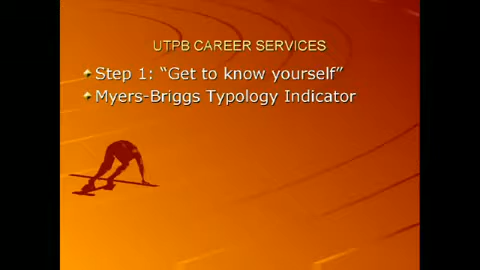 UTPB CAREER SERVICES
Step 1: “Get to know yourself”
Myers-Briggs Typology Indicator